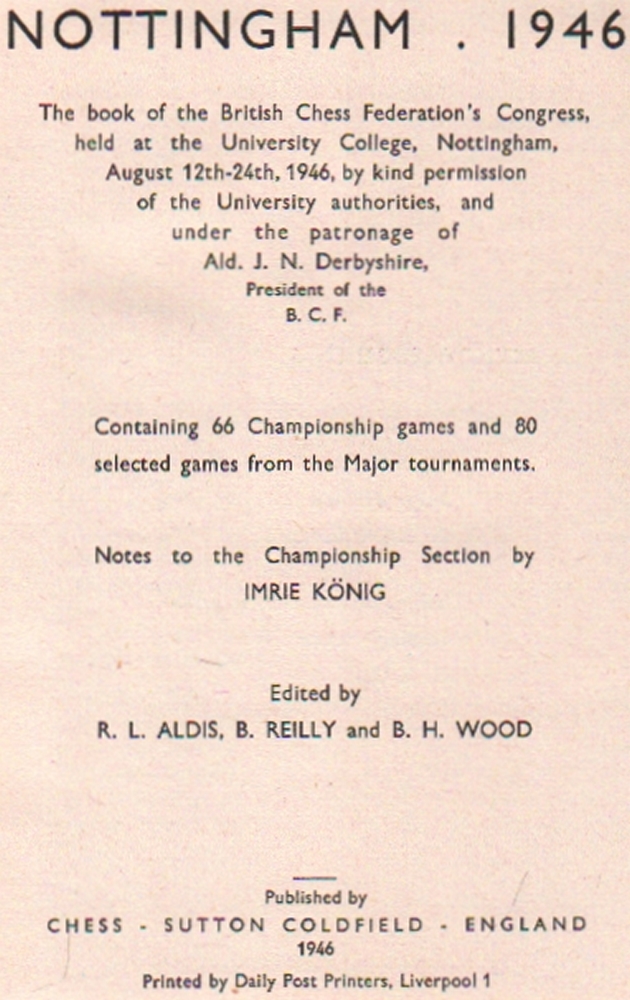 NOTTINGHAM . 1946
The book of the British Chess Federation's Congress,
held at the University College, Nottingham,
August 12th-24th, 1946, by kind permission
of the University authorities, and
under the patronage of
Ald. J. N. Derbyshire,
President of the
B. C. F.
Containing 66 Championship games and 80
selected games from the Major tournaments.
Notes to the Championship Section by
IMRIE KÖNIG
Edited by
R. L. ALDIS, B. REILLY and B. H. WOOD
Published by
CHESS - SUTTON COLDFIELD - ENGLAND
1946
Printed by Daily Post Printers, Liverpool 1